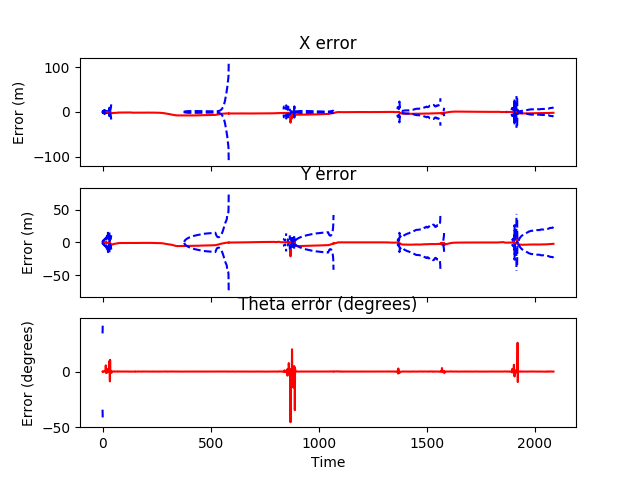 X error
100
0
−100
Error (m)
Y error
50
0
−50
Error (m)
Theta error (degrees)
0
−50
Error (degrees)
0
500
1000
1500
2000
Time